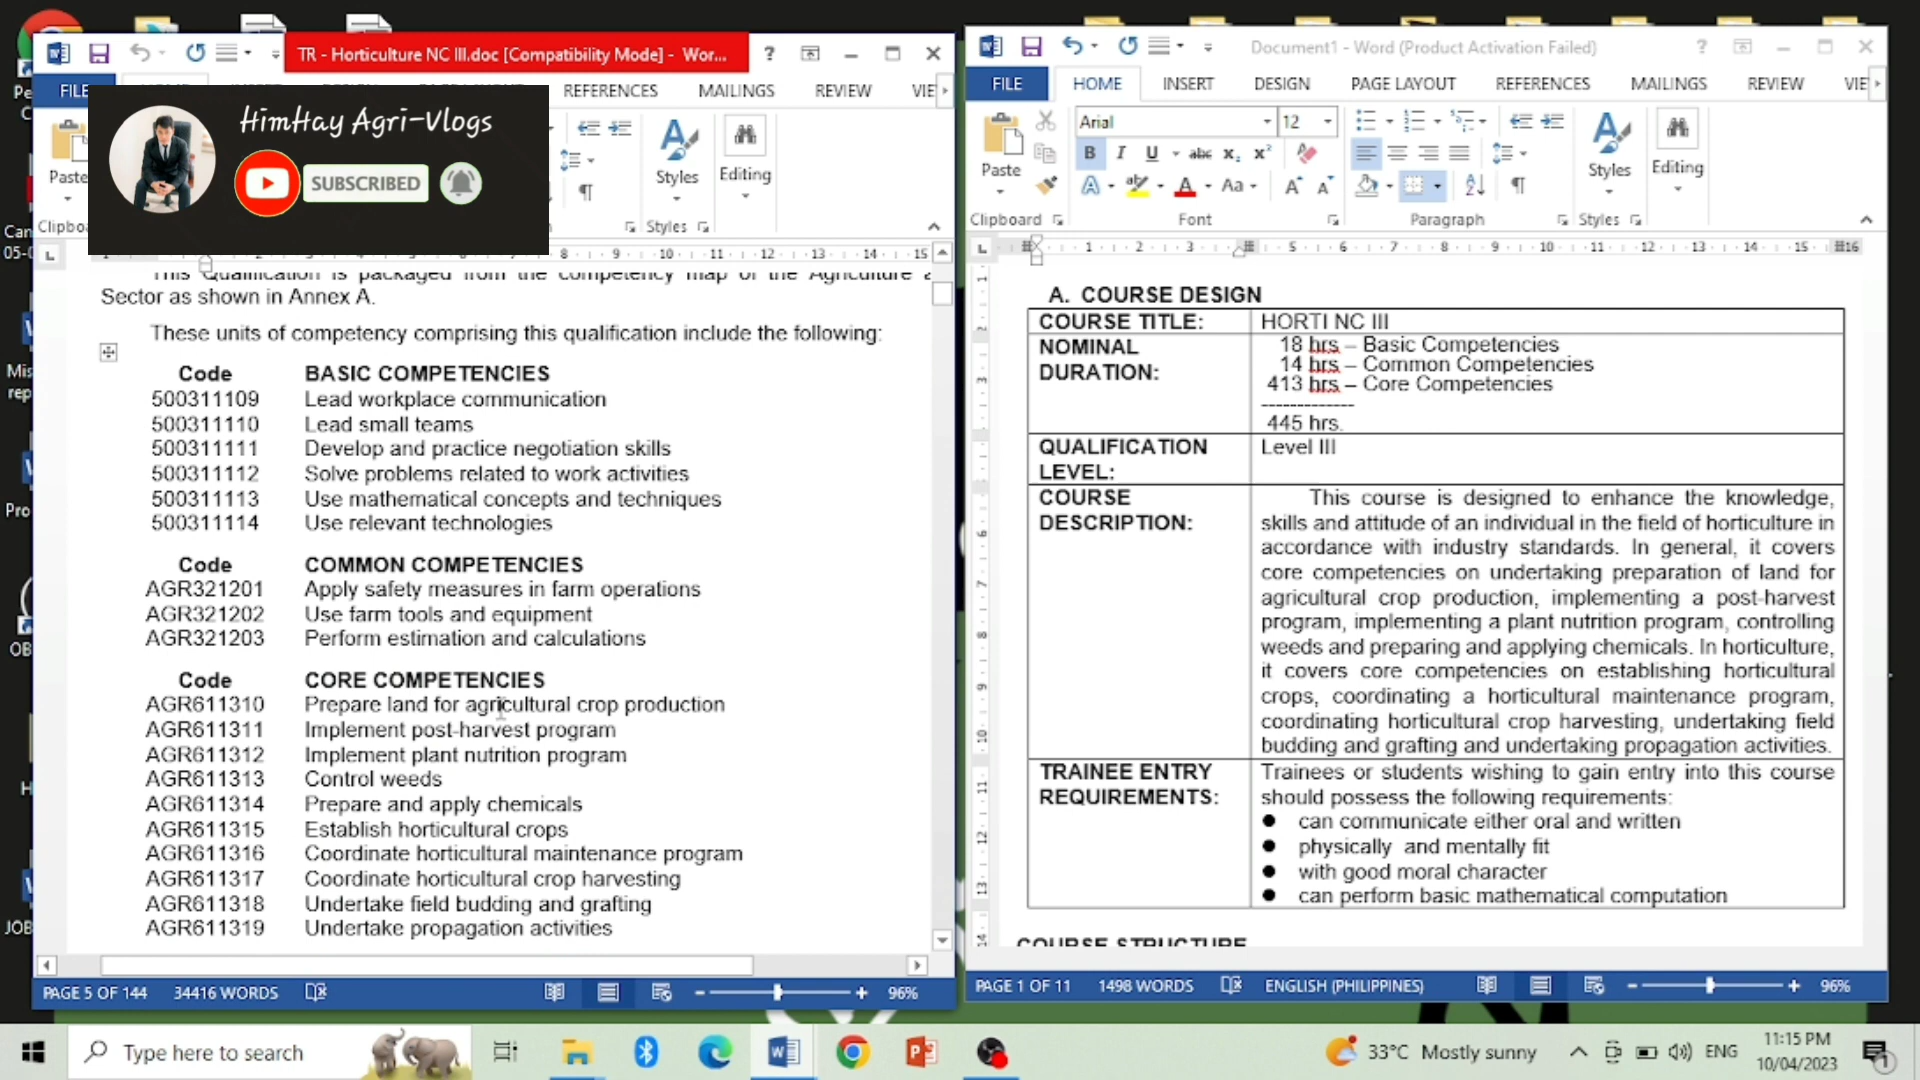 TR - Horticulture NC III.doc [Compatibility Mode] - Wor...
FILE
REFERENCES
MAILINGS
REVIEW
HimHay Agri-Vlogs
SUBSCRIBED
Paste
Styles
Editing
Styles
Sector as shown in Annex A.
These units of competency comprising this qualification include the following:
Code BASIC COMPETENCIES
500311109 Lead workplace communication
500311110 Lead small teams
500311111 Develop and practice negotiation skills
500311112 Solve problems related to work activities
500311113 Use mathematical concepts and techniques
500311114 Use relevant technologies
Code COMMON COMPETENCIES
AGR321201 Apply safety measures in farm operations
AGR321202 Use farm tools and equipment
AGR321203 Perform estimation and calculations
Code CORE COMPETENCIES
AGR611310 Prepare land for agricultural crop production
AGR611311 Implement post-harvest program
AGR611312 Implement plant nutrition program
AGR611313 Control weeds
AGR611314 Prepare and apply chemicals
AGR611315 Establish horticultural crops
AGR611316 Coordinate horticultural maintenance program
AGR611317 Coordinate horticultural crop harvesting
AGR611318 Undertake field budding and grafting
AGR611319 Undertake propagation activities
PAGE 5 OF 144 34416 WORDS 96%
Document1 - Word (Product Activation Failed)
FILE HOME INSERT DESIGN PAGE LAYOUT REFERENCES MAILINGS REVIEW
Arial 12
Paste
Styles
Editing
Clipboard Font Paragraph Styles
A. COURSE DESIGN
COURSE TITLE: HORTI NC III
NOMINAL DURATION:
18 hrs – Basic Competencies
14 hrs – Common Competencies
413 hrs – Core Competencies
-------------
445 hrs.
QUALIFICATION LEVEL: Level III
COURSE DESCRIPTION:
This course is designed to enhance the knowledge,
skills and attitude of an individual in the field of horticulture in
accordance with industry standards. In general, it covers
core competencies on undertaking preparation of land for
agricultural crop production, implementing a post-harvest
program, implementing a plant nutrition program, controlling
weeds and preparing and applying chemicals. In horticulture,
it covers core competencies on establishing horticultural
crops, coordinating a horticultural maintenance program,
coordinating horticultural crop harvesting, undertaking field
budding and grafting and undertaking propagation activities.
TRAINEE ENTRY REQUIREMENTS:
Trainees or students wishing to gain entry into this course
should possess the following requirements:
● can communicate either oral and written
● physically and mentally fit
● with good moral character
● can perform basic mathematical computation
COURSE STRUCTURE
PAGE 1 OF 11 1498 WORDS ENGLISH (PHILIPPINES) 96%
Type here to search
33°C Mostly sunny
ENG
11:15 PM
10/04/2023